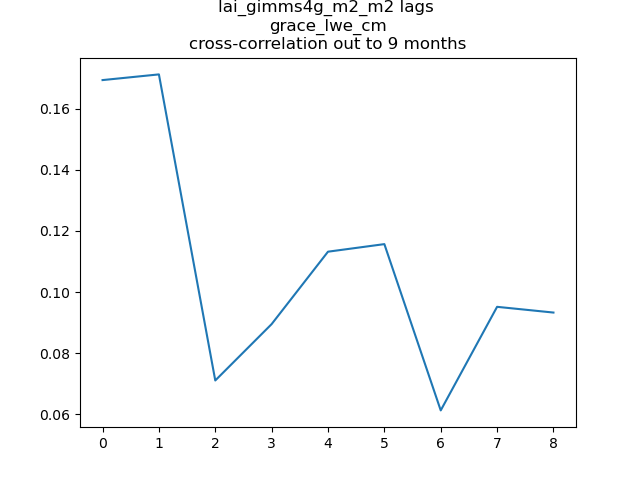 lai_gimms4g_m2_m2 lags
grace_lwe_cm
cross-correlation out to 9 months
0.16
0.14
0.12
0.10
0.08
0.06
0 1 2 3 4 5 6 7 8